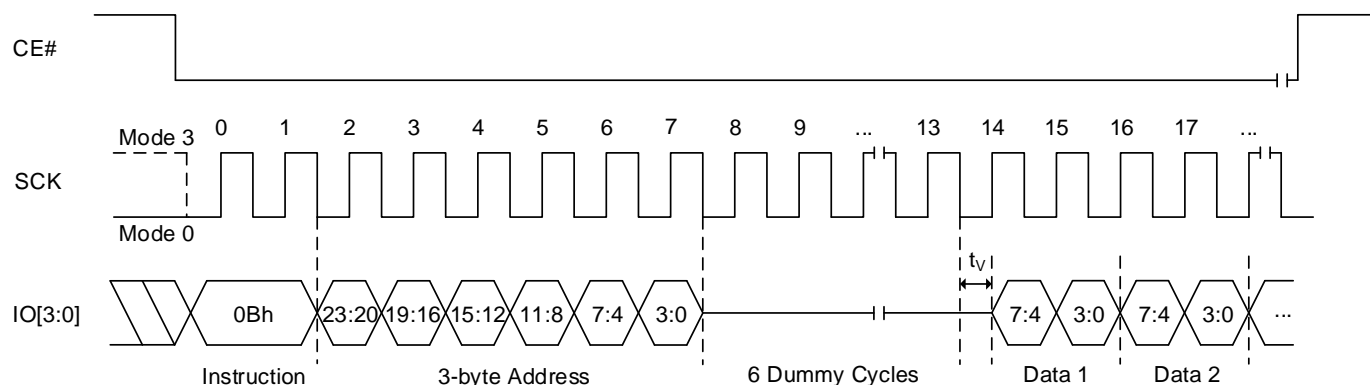 CE#
0 1 2 3 4 5 6 7 8 9 ... 13 14 15 16 17 ...
Mode 3
SCK
Mode 0
tV
IO[3:0] 0Bh 23:20 19:16 15:12 11:8 7:4 3:0 7:4 3:0 7:4 3:0 ...
Instruction 3-byte Address 6 Dummy Cycles Data 1 Data 2